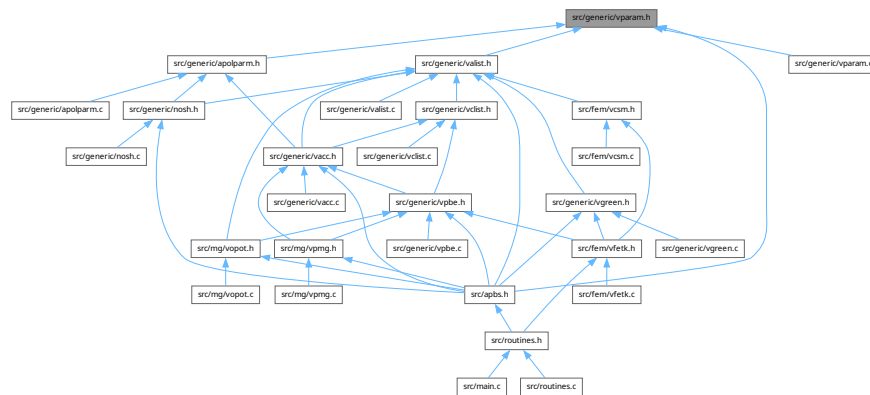 src/generic/vparam.h
src/generic/apolparm.h
src/generic/valist.h
src/generic/vparam.c
src/generic/apolparm.c
src/generic/nosh.h
src/generic/valist.c
src/generic/vclist.h
src/fem/vcsm.h
src/generic/nosh.c
src/generic/vacc.h
src/generic/vclist.c
src/fem/vcsm.c
src/generic/vacc.c
src/generic/vpbe.h
src/generic/vgreen.h
src/mg/vopot.h
src/mg/vpmg.h
src/generic/vpbe.c
src/fem/vfetk.h
src/generic/vgreen.c
src/mg/vopot.c
src/mg/vpmg.c
src/apbs.h
src/fem/vfetk.c
src/routines.h
src/main.c
src/routines.c